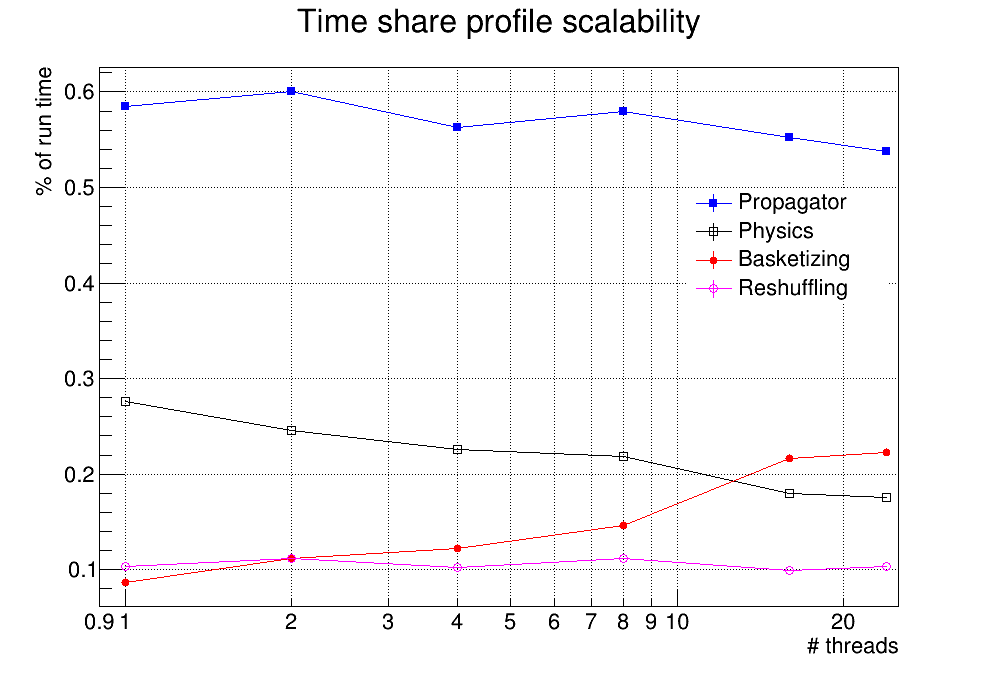 Time share profile scalability
% of run time
0.6
0.5
0.4
0.3
0.2
0.1
Propagator
Physics
Basketizing
Reshuffling
0.9 1 2 3 4 5 6 7 8 9 10 20
# threads